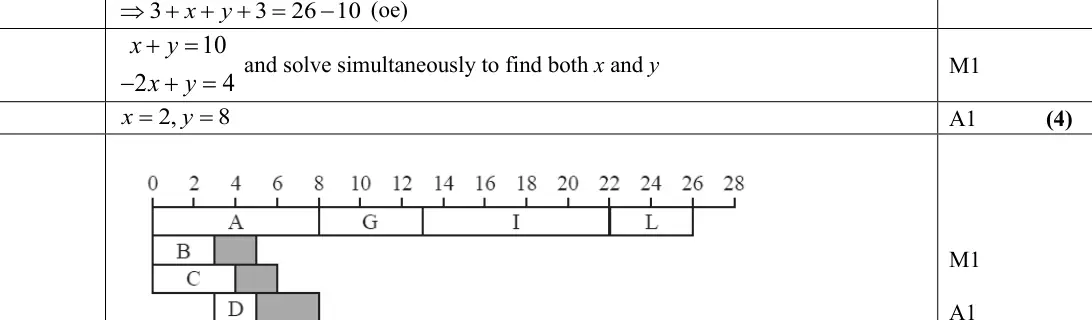 ⇒ 3 + x + y + 3 = 26 − 10 (oe)
x + y = 10
−2x + y = 4
and solve simultaneously to find both x and y
M1
x = 2, y = 8
A1 (4)
0 2 4 6 8 10 12 14 16 18 20 22 24 26 28
A G I L
B
M1
C
D
A1